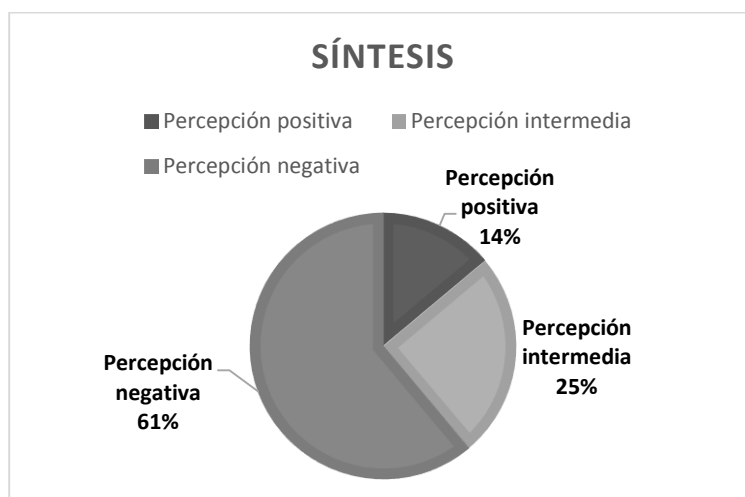 SÍNTESIS
Percepción positiva
Percepción intermedia
Percepción negativa
Percepción
positiva
14%
Percepción
intermedia
25%
Percepción
negativa
61%